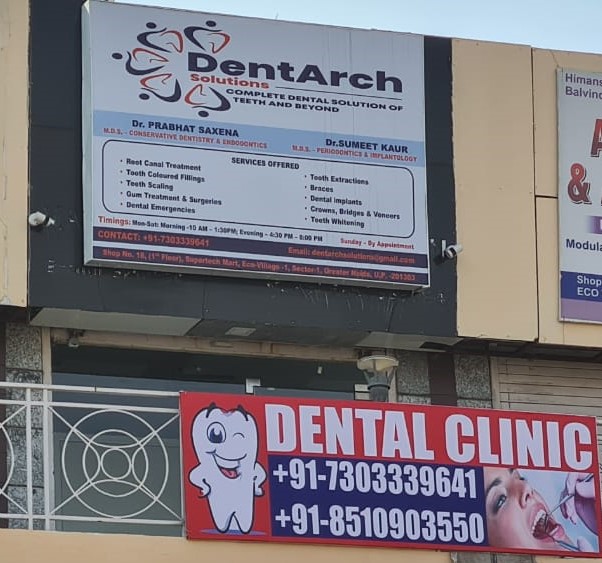 DentArch
Solutions
COMPLETE DENTAL SOLUTION OF
TEETH AND BEYOND
Dr. PRABHAT SAXENA
M.D.S. - CONSERVATIVE DENTISTRY & ENDODONTICS
Dr.SUMEET KAUR
M.D.S. - PERIODONTICS & IMPLANTOLOGY
SERVICES OFFERED
• Root Canal Treatment
• Tooth Coloured Fillings
• Teeth Scaling
• Gum Treatment & Surgeries
• Dental Emergencies
• Tooth Extractions
• Braces
• Dental implants
• Crowns, Bridges & Veneers
• Teeth Whitening
Timings: Mon-Sat: Morning -10 AM - 1:30PM; Evening - 4:30 PM - 8:00 PM
Sunday - By Appointment
CONTACT: +91-7303339641
Email: dentarchsolutions@gmail.com
Shop No. 16, (1st Floor), Supertech Mart, Eco-Village -1, Sector-1, Greater Noida, U.P. -201303
DENTAL CLINIC
+91-7303339641
+91-8510903550
Himans
Balvin
&
Modula
Shop
ECO